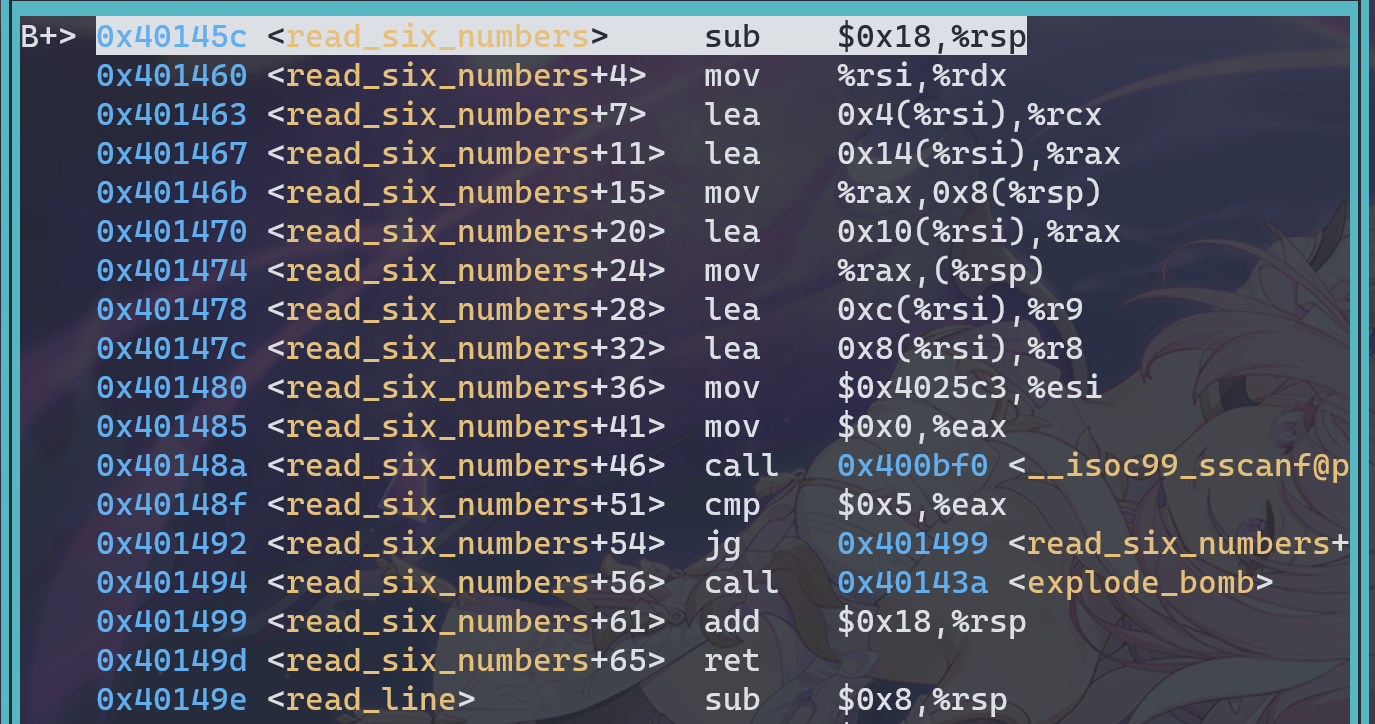 B+> 0x40145c <read_six_numbers> sub $0x18,%rsp
0x401460 <read_six_numbers+4> mov %rsi,%rdx
0x401463 <read_six_numbers+7> lea 0x4(%rsi),%rcx
0x401467 <read_six_numbers+11> lea 0x14(%rsi),%rax
0x40146b <read_six_numbers+15> mov %rax,0x8(%rsp)
0x401470 <read_six_numbers+20> lea 0x10(%rsi),%rax
0x401474 <read_six_numbers+24> mov %rax,(%rsp)
0x401478 <read_six_numbers+28> lea 0xc(%rsi),%r9
0x40147c <read_six_numbers+32> lea 0x8(%rsi),%r8
0x401480 <read_six_numbers+36> mov $0x4025c3,%esi
0x401485 <read_six_numbers+41> mov $0x0,%eax
0x40148a <read_six_numbers+46> call 0x400bf0 <__isoc99_sscanf@p
0x40148f <read_six_numbers+51> cmp $0x5,%eax
0x401492 <read_six_numbers+54> jg 0x401499 <read_six_numbers+
0x401494 <read_six_numbers+56> call 0x40143a <explode_bomb>
0x401499 <read_six_numbers+61> add $0x18,%rsp
0x40149d <read_six_numbers+65> ret
0x40149e <read_line> sub $0x8,%rsp